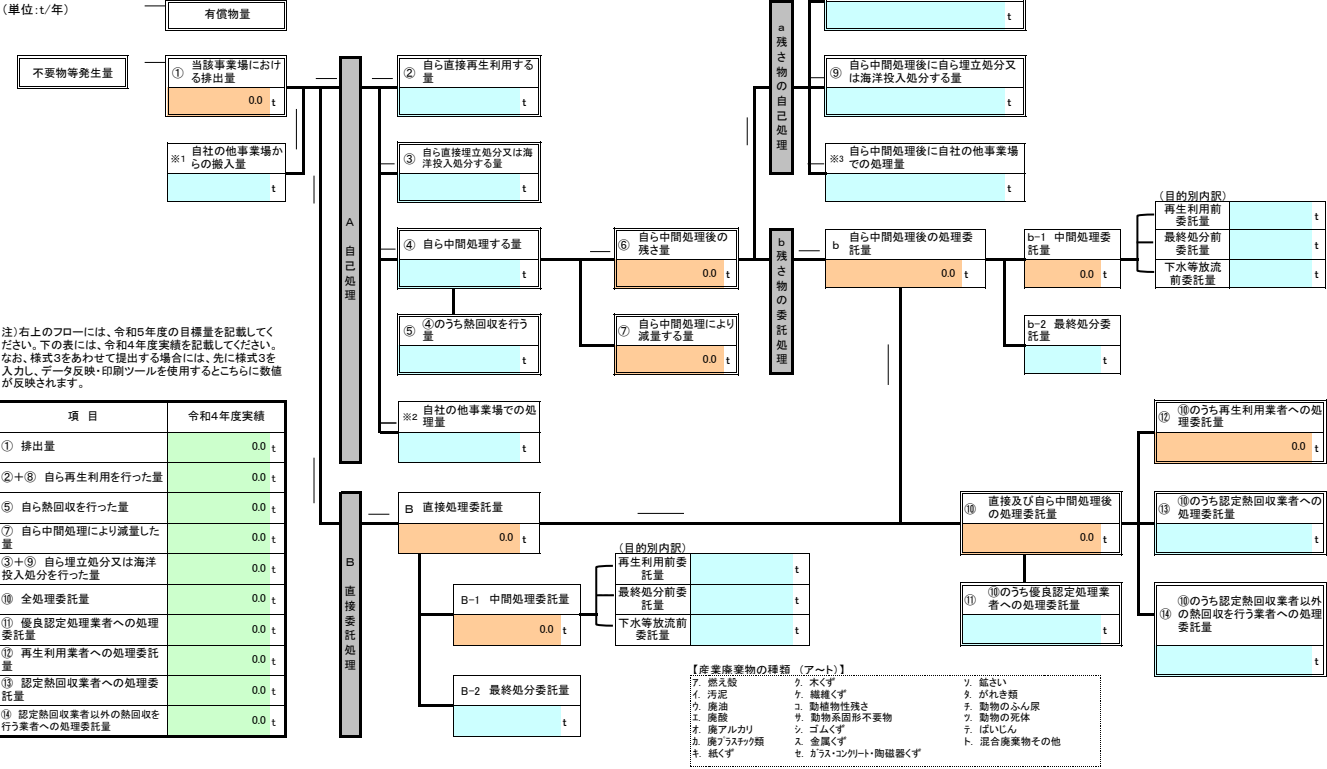 (単位:t/年)
有償物量
t
不要物等発生量
① 当該事業場におけ
る排出量
0.0 t
※1 自社の他事業場か
らの搬入量
t
A 自己処理
② 自ら直接再生利用する
量
t
③ 自ら直接埋立処分又は海
洋投入処分する量
t
④ 自ら中間処理する量
t
⑤ ④のうち熱回収を行う
量
t
※2 自社の他事業場での処
理量
t
⑥ 自ら中間処理後の
残さ量
0.0 t
⑦ 自ら中間処理により
減量する量
0.0 t
a 残さ物の自己処理
⑨ 自ら中間処理後に自ら埋立処分又
は海洋投入処分する量
t
※3 自ら中間処理後に自社の他事業場
での処理量
t
b 残さ物の委託処理
b 自ら中間処理後の処理委
託量
0.0 t
b-1 中間処理委
託量
0.0 t
(目的別内訳)
再生利用前
委託量
t
最終処分前
委託量
t
下水等放流
前委託量
t
b-2 最終処分委
託量
t
注)右上のフローには、令和5年度の目標量を記載してく
ださい。下の表には、令和4年度実績を記載してください。
なお、様式3をあわせて提出する場合には、先に様式3を
入力し、データ反映・印刷ツールを使用するとこちらに数値
が反映されます。
項 目 令和4年度実績
① 排出量 0.0 t
②+⑧ 自ら再生利用を行った量 0.0 t
⑤ 自ら熱回収を行った量 0.0 t
⑦ 自ら中間処理により減量した
量 0.0 t
③+⑨ 自ら埋立処分又は海洋
投入処分を行った量 0.0 t
⑩ 全処理委託量 0.0 t
⑪ 優良認定処理業者への処理
委託量 0.0 t
⑫ 再生利用業者への処理委託
量 0.0 t
⑬ 認定熱回収業者への処理委
託量 0.0 t
⑭ 認定熱回収業者以外の熱回収を
行う業者への処理委託量 0.0 t
B 直接委託処理
B 直接処理委託量
0.0 t
B-1 中間処理委託量
0.0 t
(目的別内訳)
再生利用前委
託量
t
最終処分前委
託量
t
下水等放流前
委託量
t
B-2 最終処分委託量
t
⑩ 直接及び自ら中間処理後
の処理委託量
0.0 t
⑪ ⑩のうち優良認定処理業
者への処理委託量
t
⑫ ⑩のうち再生利用業者への処
理委託量
0.0 t
⑬ ⑩のうち認定熱回収業者への
処理委託量
t
⑭ ⑩のうち認定熱回収業者以外
の熱回収を行う業者への処理
委託量
t
【産業廃棄物の種類 (ア~ト)】
ア. 燃え殻
イ. 汚泥
ウ. 廃油
エ. 廃酸
オ. 廃アルカリ
カ. 廃プラスチック類
キ. 紙くず
ク. 木くず
ケ. 繊維くず
コ. 動植物性残さ
サ. 動物系固形不要物
シ. ゴムくず
ス. 金属くず
セ. ガラス・コンクリート・陶磁器くず
ソ. 鉱さい
タ. がれき類
チ. 動物のふん尿
ツ. 動物の死体
テ. ばいじん
ト. 混合廃棄物その他